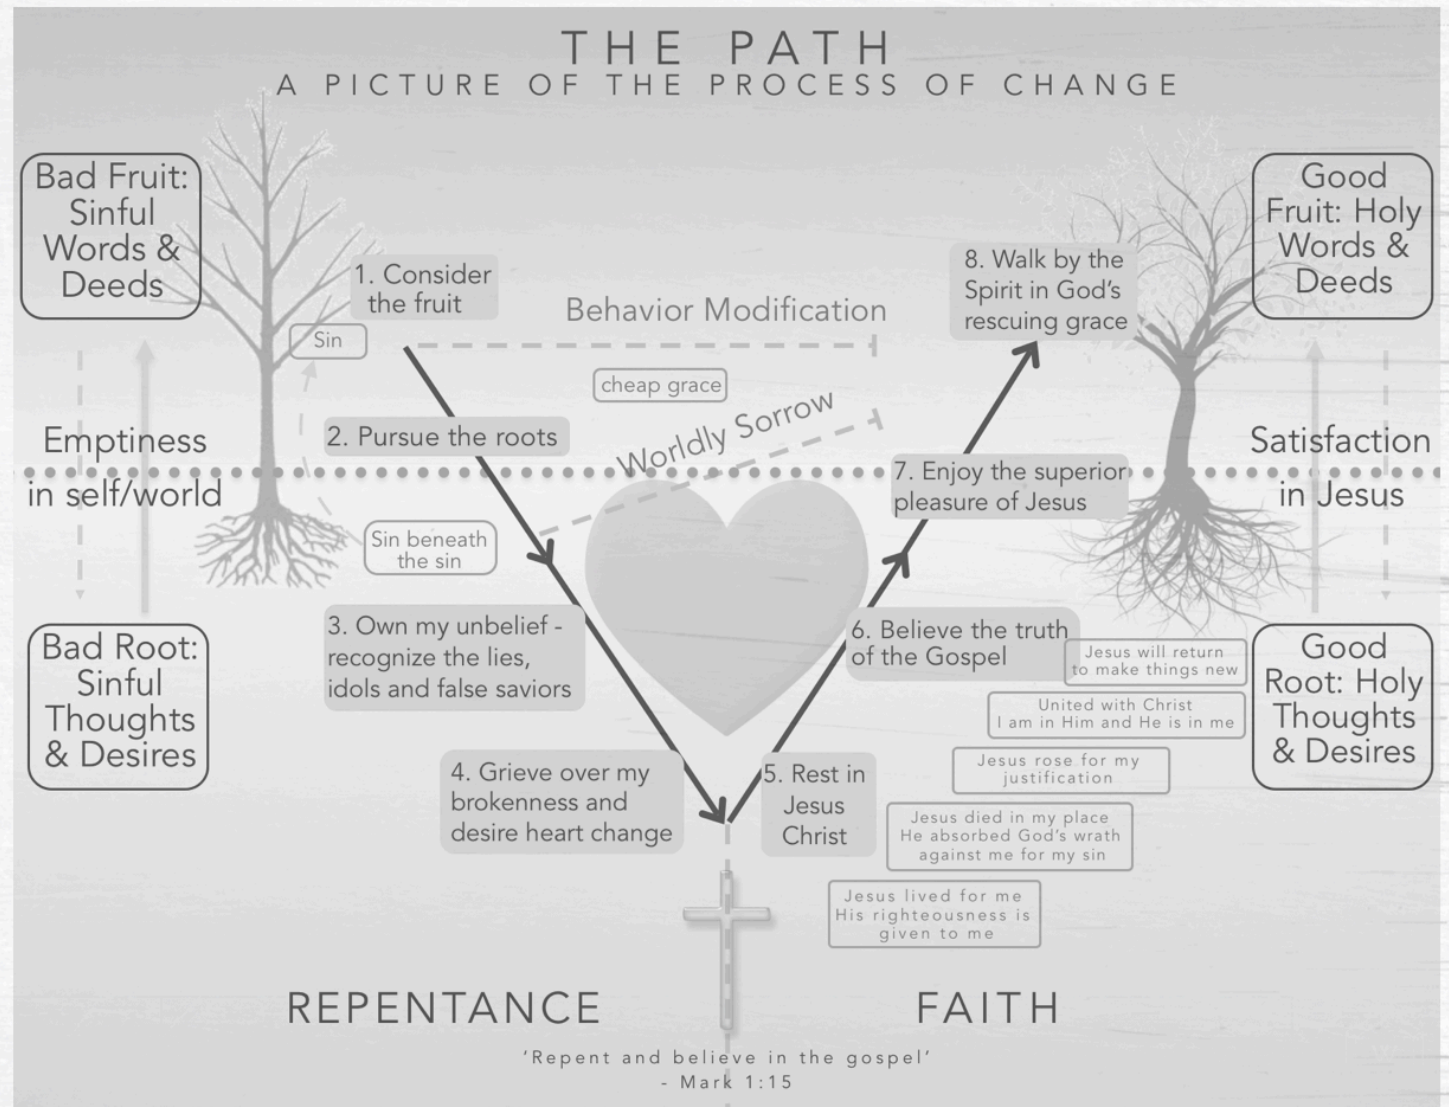 THE PATH
A PICTURE OF THE PROCESS OF CHANGE
Bad Fruit:
Sinful
Words &
Deeds
1. Consider
the fruit
Sin
Behavior Modification
cheap grace
Worldly Sorrow
8. Walk by the
Spirit in God's
rescuing grace
Good
Fruit: Holy
Words &
Deeds
Emptiness
in self/world
2. Pursue the roots
7. Enjoy the superior
pleasure of Jesus
Satisfaction
in Jesus
Sin beneath
the sin
Bad Root:
Sinful
Thoughts
& Desires
3. Own my unbelief -
recognize the lies,
idols and false saviors
6. Believe the truth
of the Gospel
Jesus will return
to make things new
Good
Root: Holy
Thoughts
& Desires
United with Christ
I am in Him and He is in me
Jesus rose for my
justification
4. Grieve over my
brokenness and
desire heart change
5. Rest in
Jesus
Christ
Jesus died in my place
He absorbed God's wrath
against me for my sin
Jesus lived for me
His righteousness is
given to me
REPENTANCE
FAITH
'Repent and believe in the gospel'
- Mark 1:15